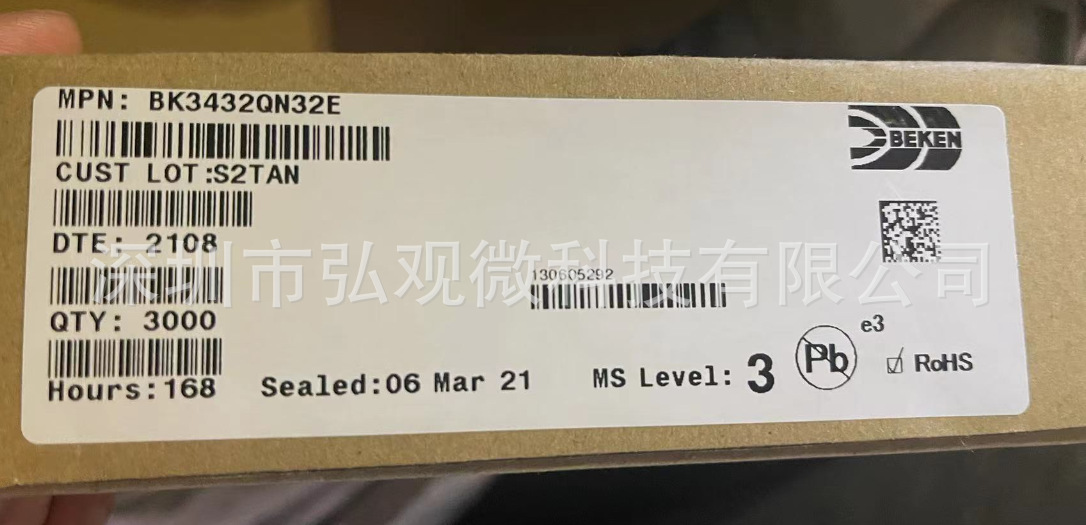 MPN: BK3432QN32E
BEKEN
CUST LOT:S2TAN
DTE: 2108
深圳市弘观微科技有限公司
130605292
QTY: 3000
Hours:168
Sealed:06 Mar 21
MS Level: 3
Pb
e3
RoHS